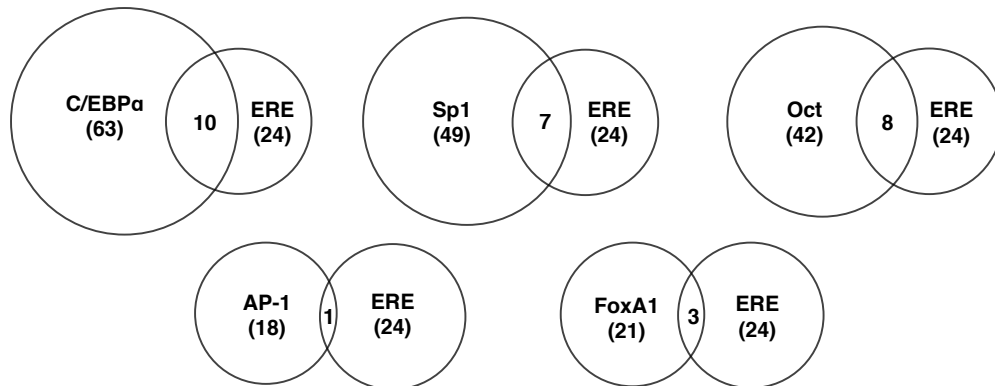 C/EBPα
(63)
10
ERE
(24)
Sp1
(49)
7
ERE
(24)
Oct
(42)
8
ERE
(24)
AP-1
(18)
1
ERE
(24)
FoxA1
(21)
3
ERE
(24)